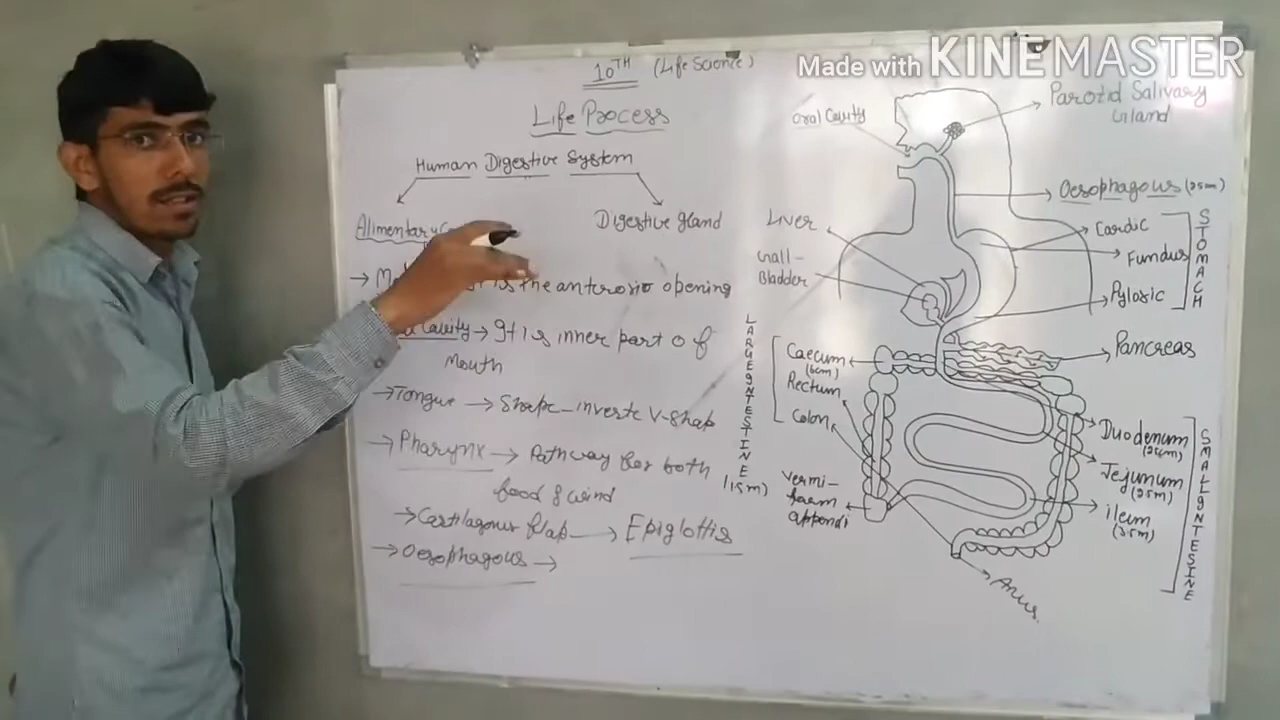 Made with KINEMASTER
10TH (Life Science)
Life Process
Human Digestive System
Alimentary
Digestive gland
→ is the anterior opening
Cavity → It is inner part of
Mouth
→ Tongue → Shape - inverte V-Shap
→ Pharynx → Pathway for both
food & wind
→ Cartilagous flap → Epiglottis
→ Oesophagous →
Oral Cavity
Parotid Salivary
Gland
Oesophagous (25cm)
Liver
Gall-
Bladder
Cardic
Fundus
Pyloric
STOMACH
Pancreas
Caecum
(6cm)
Rectum
Colon
Vermi-
form
appendi
LARGE INTESTINE
(1.5m)
Duodenum
(25cm)
Jejunum
(2.5m)
ileum
(3.5m)
SMALL INTESTINE
Anus